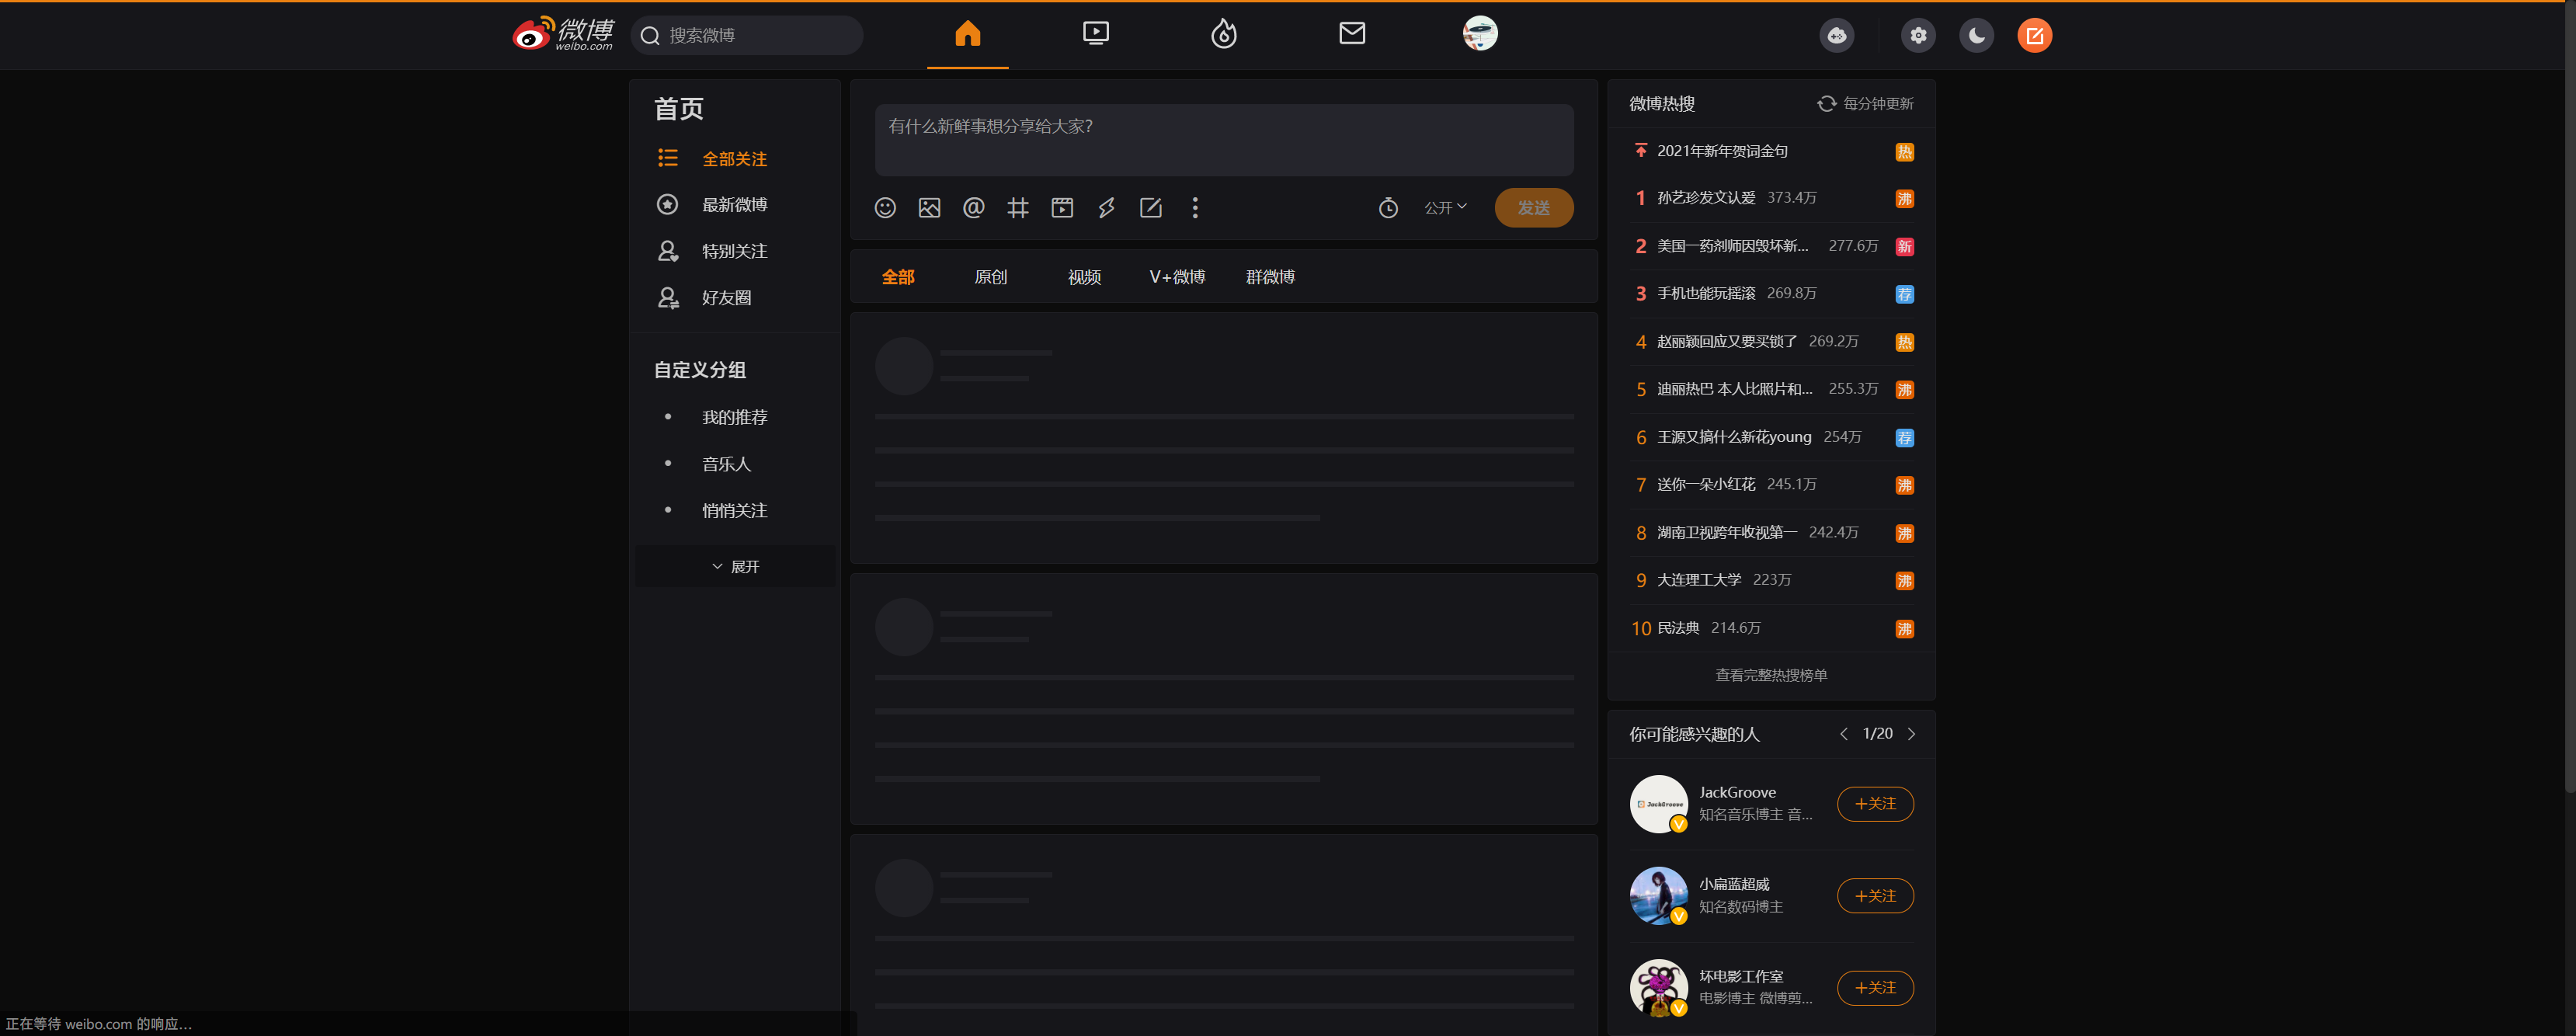 微博
weibo.com
搜索微博
首页
全部关注
最新微博
特别关注
好友圈
自定义分组
我的推荐
音乐人
悄悄关注
展开
有什么新鲜事想分享给大家?
公开
发送
全部 原创 视频 V+微博 群微博
微博热搜 每分钟更新
2021年新年贺词金句 热
1 孙艺珍发文认爱 373.4万 沸
2 美国一药剂师因毁坏新... 277.6万 新
3 手机也能玩摇滚 269.8万 荐
4 赵丽颖回应又要买锁了 269.2万 热
5 迪丽热巴 本人比照片和... 255.3万 沸
6 王源又搞什么新花young 254万 荐
7 送你一朵小红花 245.1万 沸
8 湖南卫视跨年收视第一 242.4万 沸
9 大连理工大学 223万 沸
10 民法典 214.6万 沸
查看完整热搜榜单
你可能感兴趣的人 1/20
JackGroove
JackGroove
知名音乐博主 音...
+关注
小扁蓝超威
知名数码博主
+关注
坏电影工作室
电影博主 微博剪...
+关注
正在等待 weibo.com 的响应...